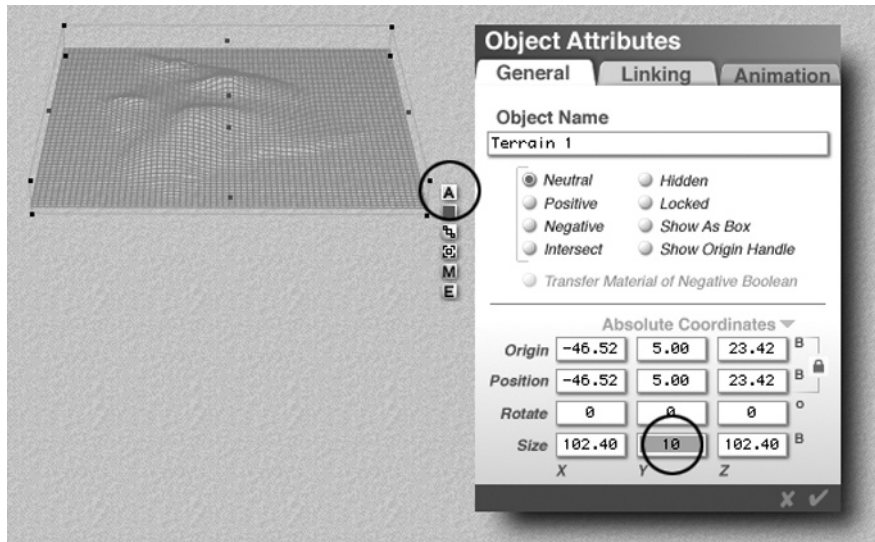 Object Attributes
General Linking Animation
Object Name
Terrain 1
Neutral Hidden
Positive Locked
Negative Show As Box
Intersect Show Origin Handle
Transfer Material of Negative Boolean
Absolute Coordinates
Origin -46.52 5.00 23.42 B
Position -46.52 5.00 23.42 B
Rotate 0 0 0 o
Size 102.40 10 102.40 B
X Y Z
A
M
E